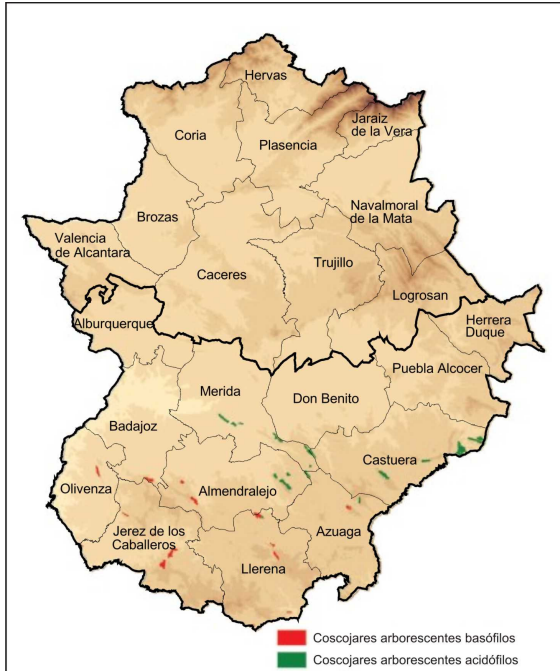 Hervas
Jaraiz
de la Vera
Coria
Plasencia
Navalmoral
de la Mata
Brozas
Valencia
de Alcantara
Trujillo
Caceres
Logrosan
Herrera
Duque
Alburquerque
Puebla Alcocer
Merida
Don Benito
Badajoz
Castuera
Olivenza
Almendralejo
Azuaga
Jerez de los
Caballeros
Llerena
Coscojares arborescentes basófilos
Coscojares arborescentes acidófilos